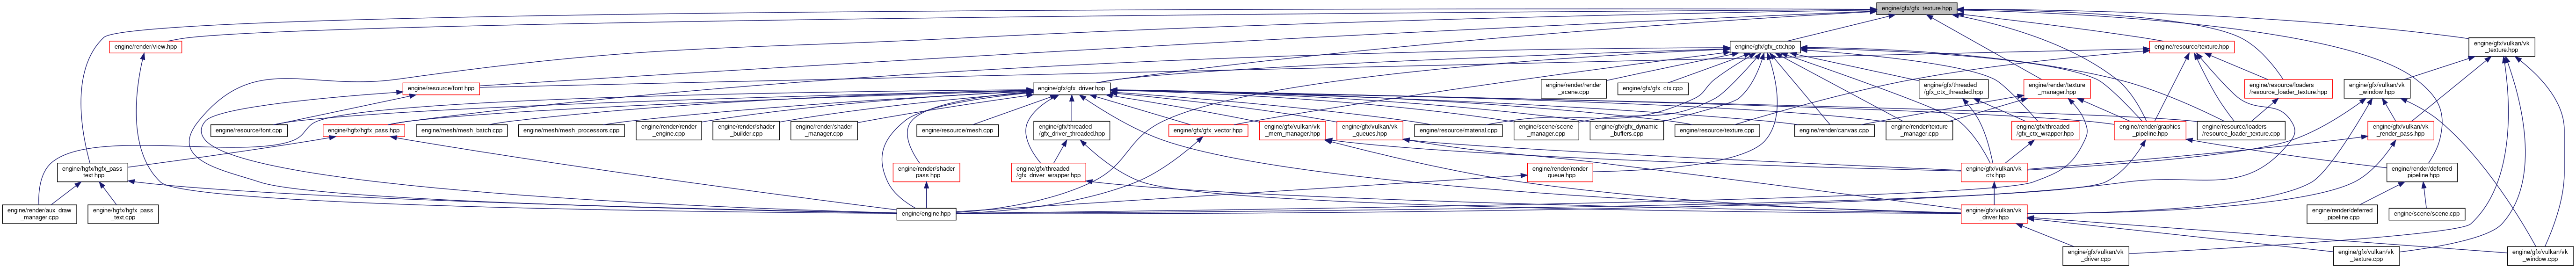 engine/gfx/gfx_texture.hpp
engine/render/view.hpp
engine/gfx/gfx_ctx.hpp
engine/resource/texture.hpp
engine/gfx/vulkan/vk
_texture.hpp
engine/resource/font.hpp
engine/gfx/gfx_driver.hpp
engine/render/render
_scene.cpp
engine/gfx/gfx_ctx.cpp
engine/gfx/threaded
/gfx_ctx_threaded.hpp
engine/render/texture
_manager.hpp
engine/resource/loaders
/resource_loader_texture.hpp
engine/gfx/vulkan/vk
_window.hpp
engine/resource/font.cpp
engine/hgfx/hgfx_pass.hpp
engine/mesh/mesh_batch.cpp
engine/mesh/mesh_processors.cpp
engine/render/render
_engine.cpp
engine/render/shader
_builder.cpp
engine/render/shader
_manager.cpp
engine/resource/mesh.cpp
engine/gfx/threaded
/gfx_driver_threaded.hpp
engine/gfx/gfx_vector.hpp
engine/gfx/vulkan/vk
_mem_manager.hpp
engine/gfx/vulkan/vk
_queues.hpp
engine/resource/material.cpp
engine/scene/scene
_manager.cpp
engine/gfx/gfx_dynamic
_buffers.cpp
engine/resource/texture.cpp
engine/render/canvas.cpp
engine/render/texture
_manager.cpp
engine/gfx/threaded
/gfx_ctx_wrapper.hpp
engine/render/graphics
_pipeline.hpp
engine/resource/loaders
/resource_loader_texture.cpp
engine/gfx/vulkan/vk
_render_pass.hpp
engine/hgfx/hgfx_pass
_text.hpp
engine/render/shader
_pass.hpp
engine/gfx/threaded
/gfx_driver_wrapper.hpp
engine/render/render
_queue.hpp
engine/gfx/vulkan/vk
_ctx.hpp
engine/render/deferred
_pipeline.hpp
engine/render/aux_draw
_manager.cpp
engine/hgfx/hgfx_pass
_text.cpp
engine/engine.hpp
engine/gfx/vulkan/vk
_driver.hpp
engine/render/deferred
_pipeline.cpp
engine/scene/scene.cpp
engine/gfx/vulkan/vk
_driver.cpp
engine/gfx/vulkan/vk
_texture.cpp
engine/gfx/vulkan/vk
_window.cpp